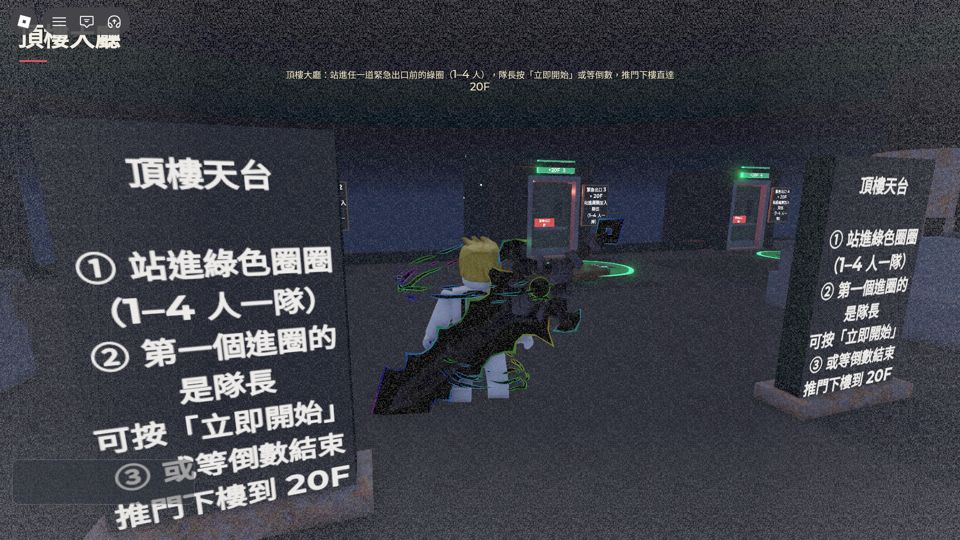 頂樓大廳
頂樓大廳：站進任一道緊急出口前的綠圈（1–4 人），隊長按「立即開始」或等倒數，推門下樓直達
20F
頂樓天台
① 站進綠色圈圈
（1–4 人一隊）
② 第一個進圈的
是隊長
可按「立即開始」
③ 或等倒數結束
推門下樓到 20F
緊急出口 3
頂樓天台
① 站進綠色圈圈
（1–4 人一隊）
② 第一個進圈的
是隊長
可按「立即開始」
③ 或等倒數結束
推門下樓到 20F